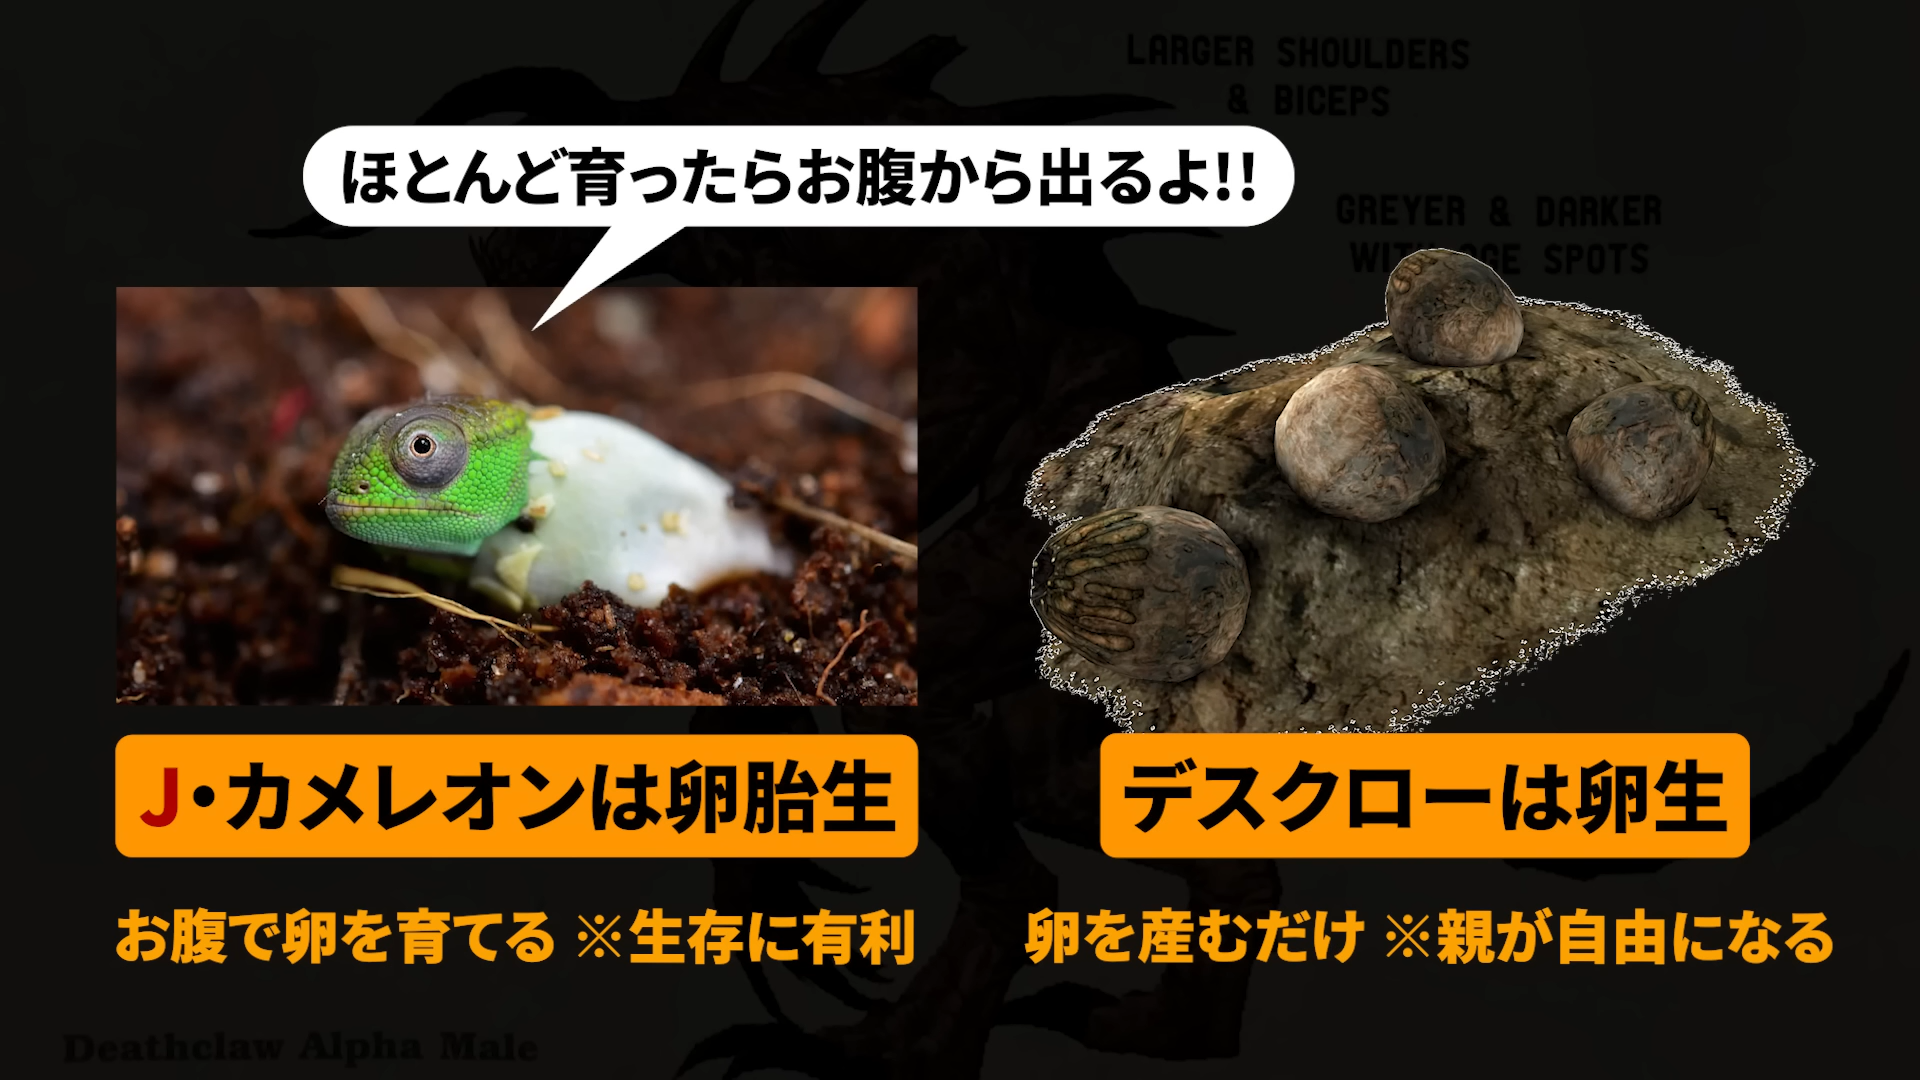 LARGER SHOULDERS
& BICEPS
ほとんど育ったらお腹から出るよ!!
GREYER & DARKER
WITH AGE SPOTS
J・カメレオンは卵胎生
デスクローは卵生
お腹で卵を育てる ※生存に有利
卵を産むだけ ※親が自由になる
Deathclaw Alpha Male